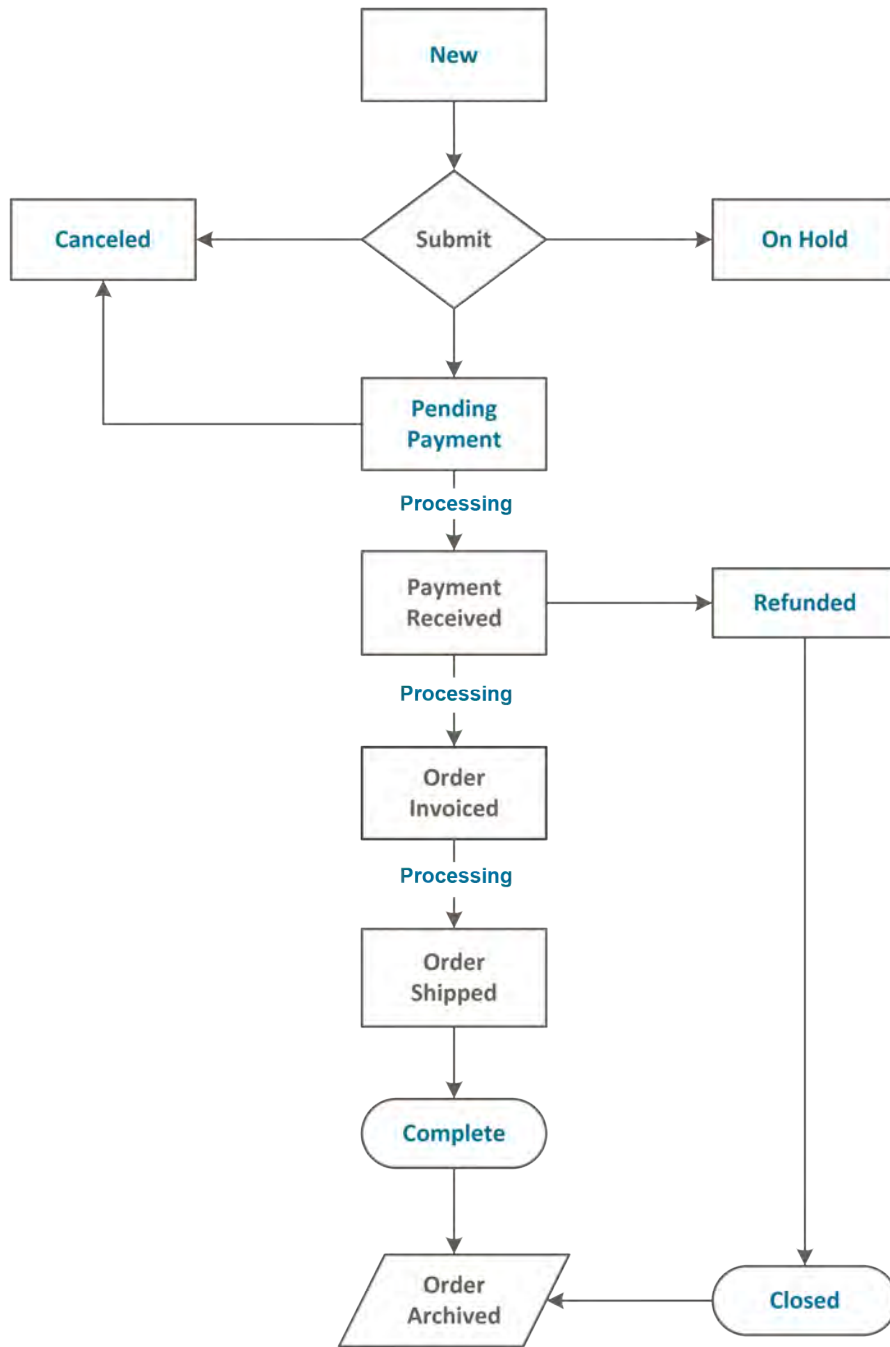 New
Canceled
Submit
On Hold
Pending
Payment
Processing
Payment
Received
Refunded
Processing
Order
Invoiced
Processing
Order
Shipped
Complete
Order
Archived
Closed